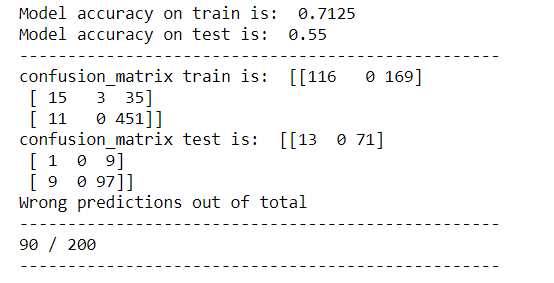 Model accuracy on train is:  0.7125
Model accuracy on test is:  0.55
--------------------------------------------------
confusion_matrix train is:  [[116   0 169]
 [ 15   3  35]
 [ 11   0 451]]
confusion_matrix test is:  [[13  0 71]
 [ 1  0  9]
 [ 9  0 97]]
Wrong predictions out of total
--------------------------------------------------
90 / 200
--------------------------------------------------